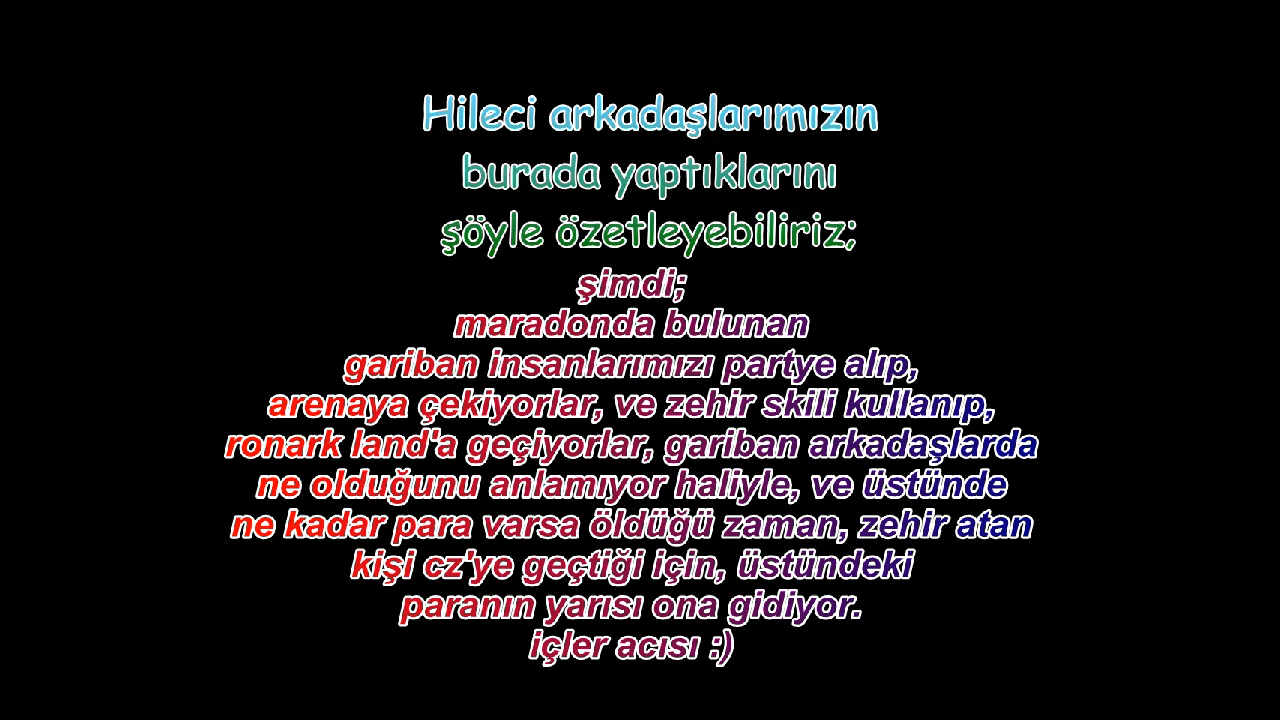 Hileci arkadaşlarımızın
burada yaptıklarını
şöyle özetleyebiliriz;
şimdi;
maradonda bulunan
gariban insanlarımızı partye alıp,
arenaya çekiyorlar, ve zehir skili kullanıp,
ronark land'a geçiyorlar, gariban arkadaşlarda
ne olduğunu anlamıyor haliyle, ve üstünde
ne kadar para varsa öldüğü zaman, zehir atan
kişi cz'ye geçtiği için, üstündeki
paranın yarısı ona gidiyor.
içler acısı :)